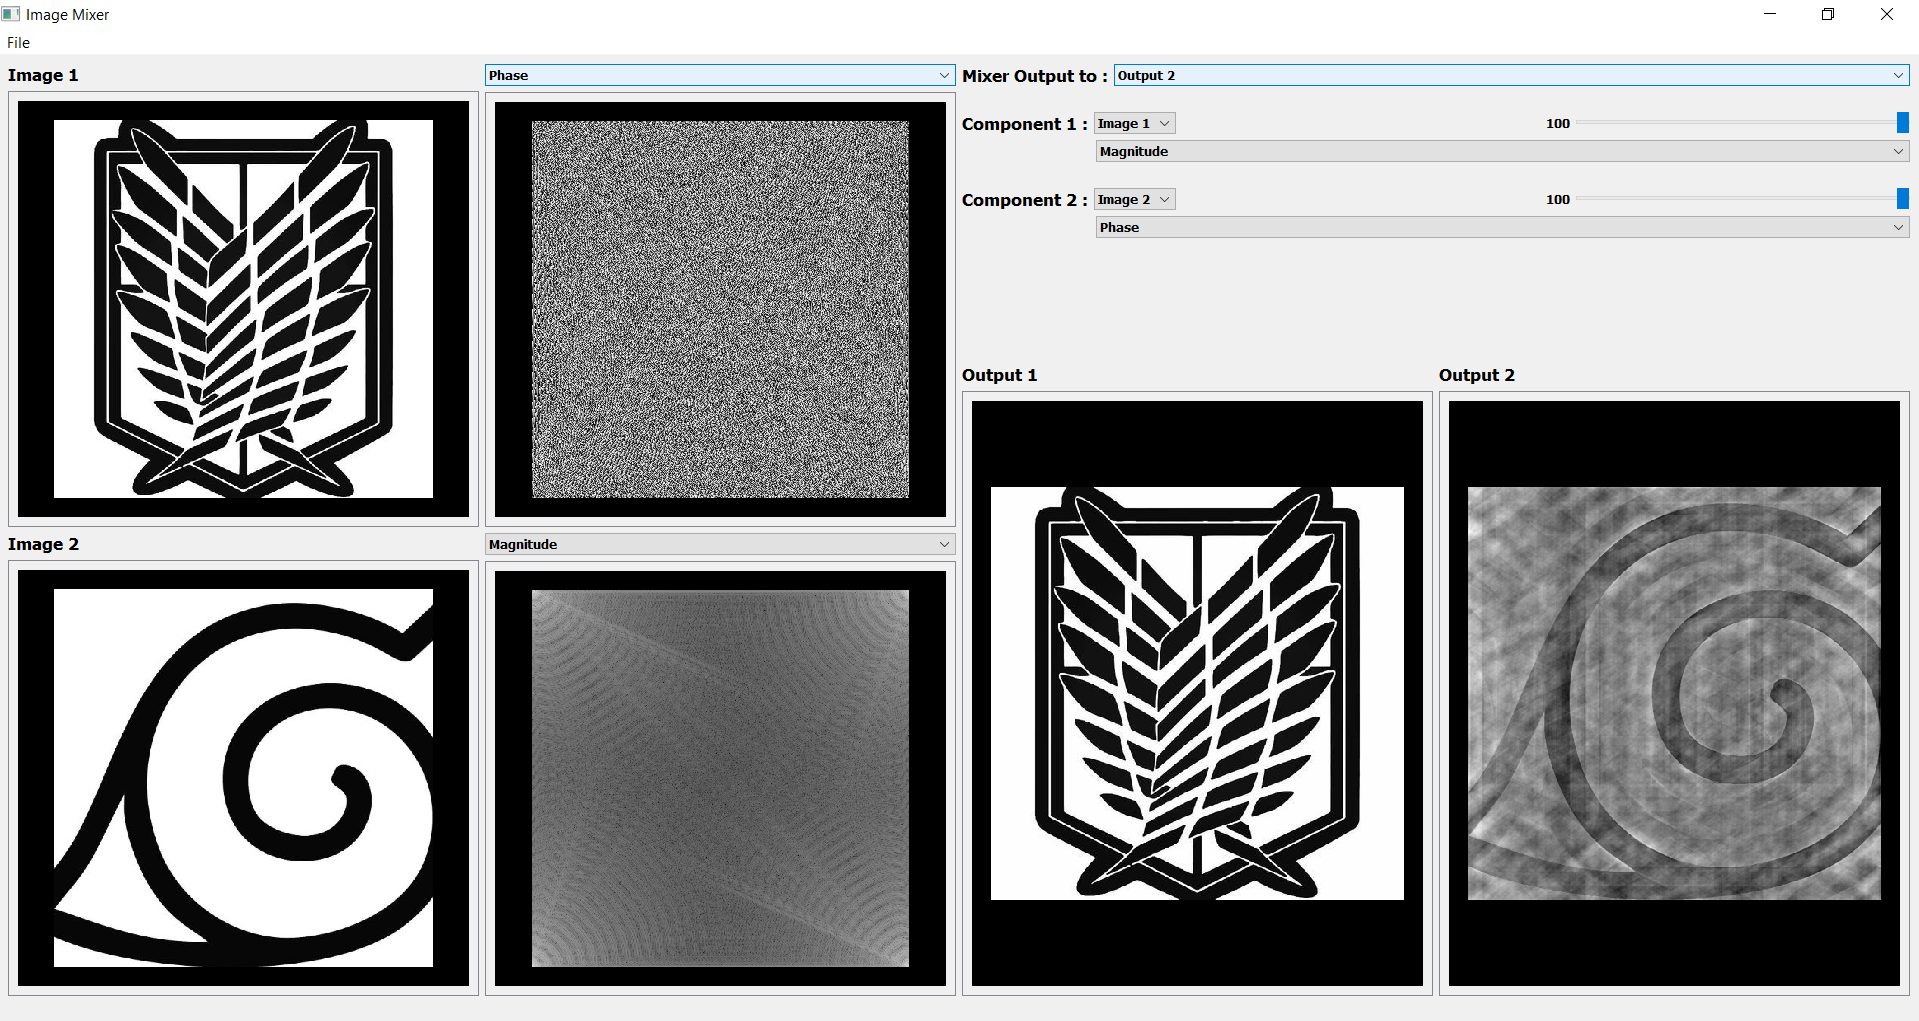 Image Mixer
File
Image 1
Phase
Mixer Output to :
Output 2
Component 1 :
Image 1
100
Magnitude
Component 2 :
Image 2
100
Phase
Image 2
Magnitude
Output 1
Output 2